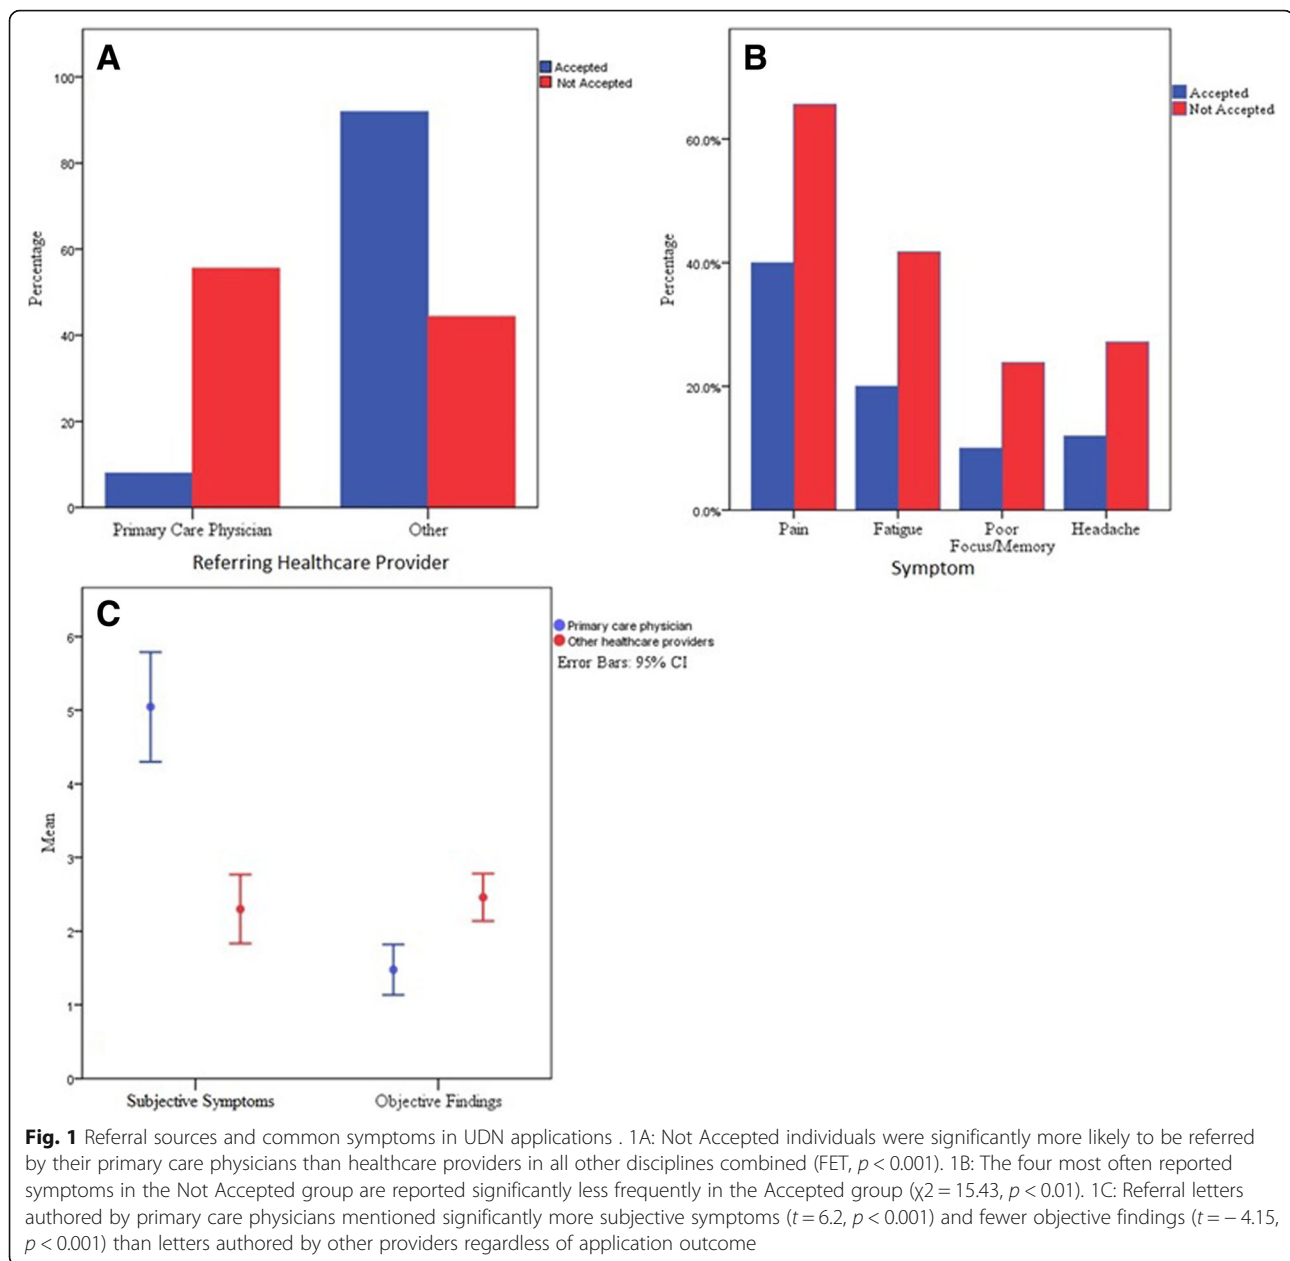 A
Accepted
Not Accepted
100
80
60
40
20
0
Percentage
Primary Care Physician
Other
Referring Healthcare Provider
B
Accepted
Not Accepted
60.0%
40.0%
20.0%
0.0%
Percentage
Pain
Fatigue
Poor
Focus/Memory
Headache
Symptom
C
Primary care physician
Other healthcare providers
Error Bars: 95% CI
6
5
4
3
2
1
0
Mean
Subjective Symptoms
Objective Findings
Fig. 1 Referral sources and common symptoms in UDN applications . 1A: Not Accepted individuals were significantly more likely to be referred
by their primary care physicians than healthcare providers in all other disciplines combined (FET, p < 0.001). 1B: The four most often reported
symptoms in the Not Accepted group are reported significantly less frequently in the Accepted group (χ2 = 15.43, p < 0.01). 1C: Referral letters
authored by primary care physicians mentioned significantly more subjective symptoms (t = 6.2, p < 0.001) and fewer objective findings (t = − 4.15,
p < 0.001) than letters authored by other providers regardless of application outcome